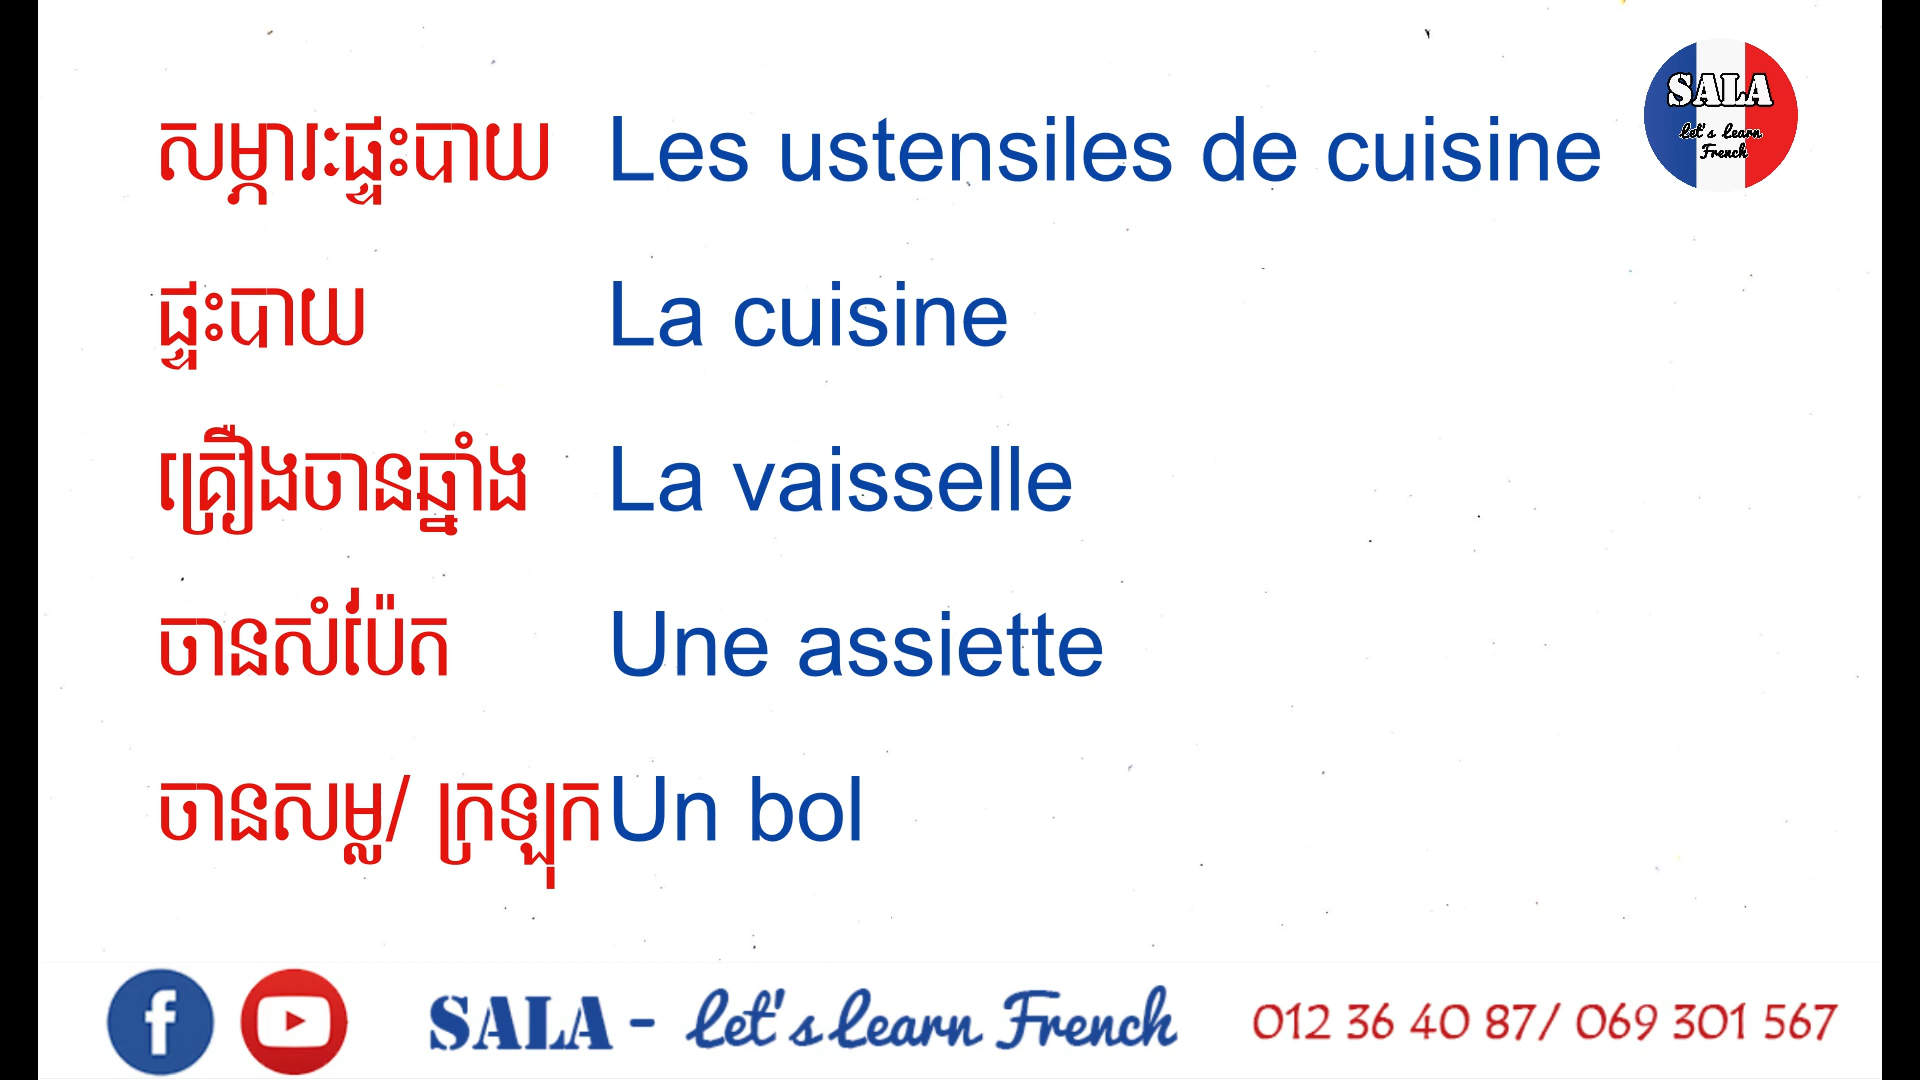 សម្ភារៈផ្ទះបាយ Les ustensiles de cuisine
SALA
Let's Learn
French
ផ្ទះបាយ La cuisine
គ្រឿងចានឆ្នាំង La vaisselle
ចានសំប៉ែត Une assiette
ចានសម្ល/ ក្រឡុក Un bol
SALA - Let's Learn French 012 36 40 87/ 069 301 567